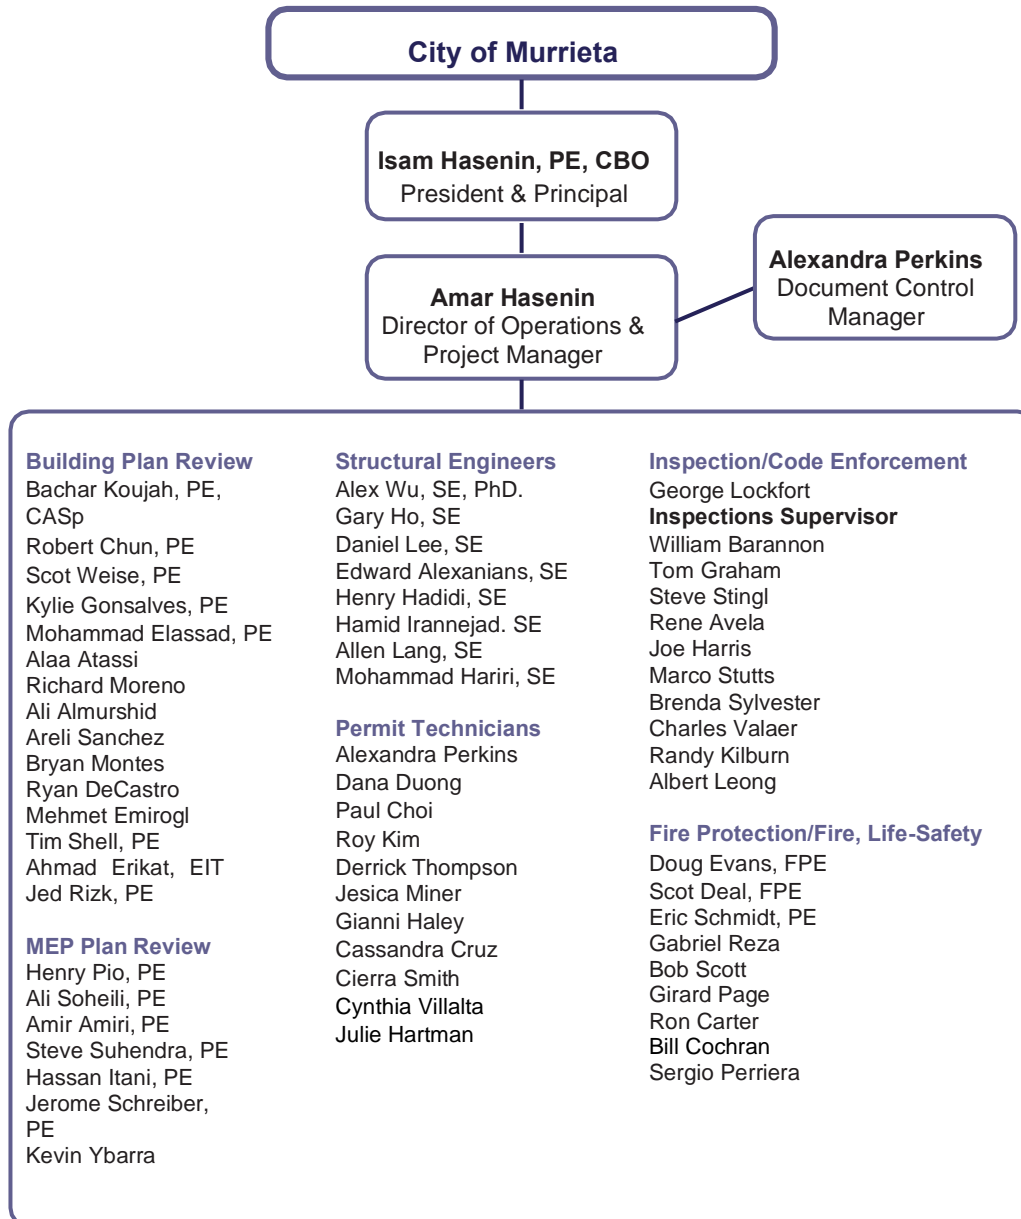 City of Murrieta
Isam Hasenin, PE, CBO
President & Principal
Amar Hasenin
Director of Operations &
Project Manager
Alexandra Perkins
Document Control
Manager
Building Plan Review
Bachar Koujah, PE,
CASp
Robert Chun, PE
Scot Weise, PE
Kylie Gonsalves, PE
Mohammad Elassad, PE
Alaa Atassi
Richard Moreno
Ali Almurshid
Areli Sanchez
Bryan Montes
Ryan DeCastro
Mehmet Emirogl
Tim Shell, PE
Ahmad Erikat, EIT
Jed Rizk, PE
MEP Plan Review
Henry Pio, PE
Ali Soheili, PE
Amir Amiri, PE
Steve Suhendra, PE
Hassan Itani, PE
Jerome Schreiber,
PE
Kevin Ybarra
Structural Engineers
Alex Wu, SE, PhD.
Gary Ho, SE
Daniel Lee, SE
Edward Alexanians, SE
Henry Hadidi, SE
Hamid Irannejad. SE
Allen Lang, SE
Mohammad Hariri, SE
Permit Technicians
Alexandra Perkins
Dana Duong
Paul Choi
Roy Kim
Derrick Thompson
Jesica Miner
Gianni Haley
Cassandra Cruz
Cierra Smith
Cynthia Villalta
Julie Hartman
Inspection/Code Enforcement
George Lockfort
Inspections Supervisor
William Barannon
Tom Graham
Steve Stingl
Rene Avela
Joe Harris
Marco Stutts
Brenda Sylvester
Charles Valaer
Randy Kilburn
Albert Leong
Fire Protection/Fire, Life-Safety
Doug Evans, FPE
Scot Deal, FPE
Eric Schmidt, PE
Gabriel Reza
Bob Scott
Girard Page
Ron Carter
Bill Cochran
Sergio Perriera